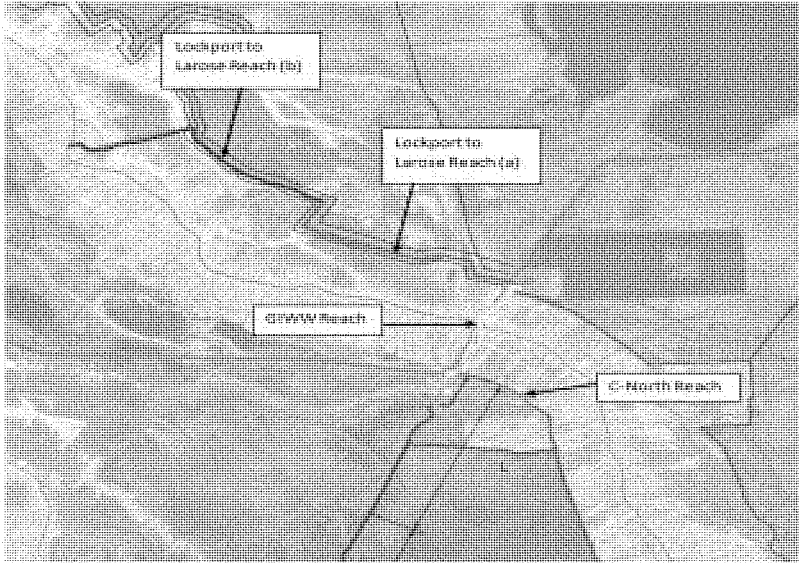 Lockport to
Larose Reach (b)
Lockport to
Larose Reach (a)
GIWW Reach
C-North Reach
L